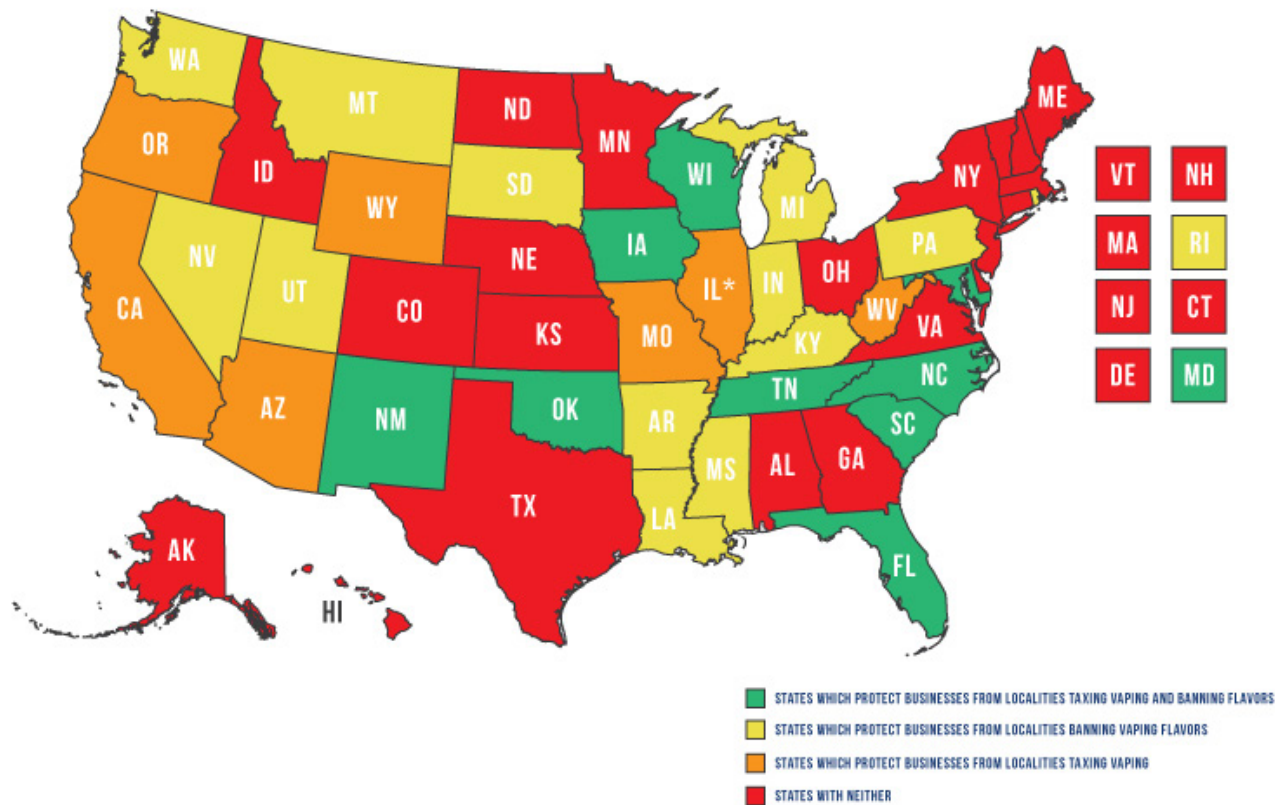 WA
MT
ND
MN
ME
OR
ID
SD
WI
NY
VT
NH
WY
MI
NV
NE
IA
PA
MA
RI
UT
CO
IL*
IN
OH
CA
KS
MO
WV
VA
NJ
CT
KY
AZ
NM
OK
TN
NC
DE
MD
AR
SC
MS
AL
GA
TX
LA
AK
FL
HI
STATES WHICH PROTECT BUSINESSES FROM LOCALITIES TAXING VAPING AND BANNING FLAVORS
STATES WHICH PROTECT BUSINESSES FROM LOCALITIES BANNING VAPING FLAVORS
STATES WHICH PROTECT BUSINESSES FROM LOCALITIES TAXING VAPING
STATES WITH NEITHER